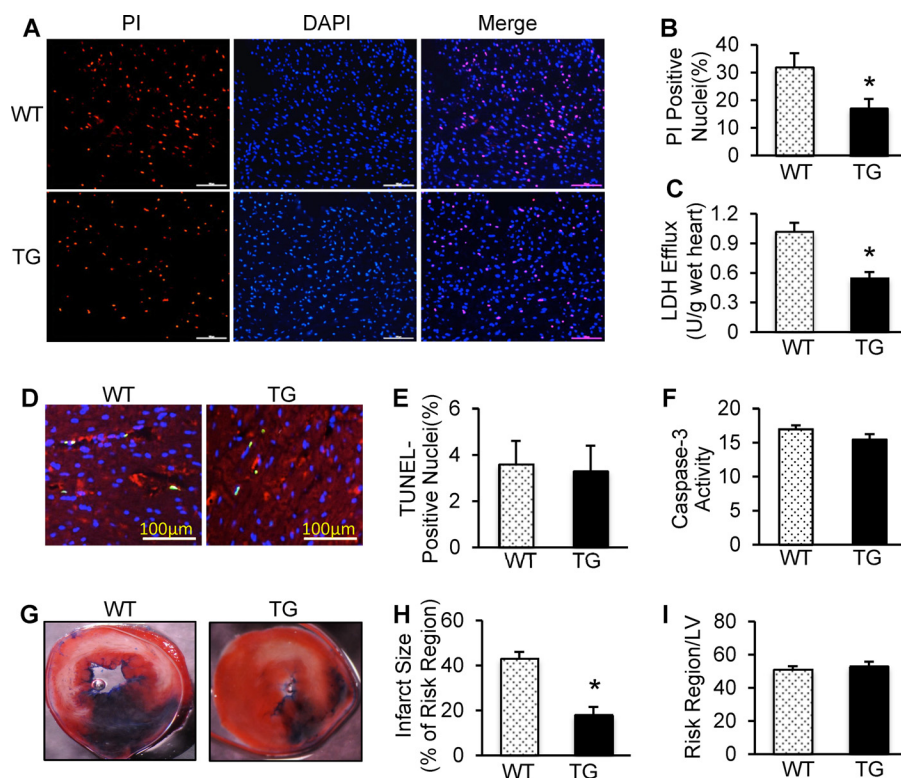 A
PI
DAPI
Merge
WT
TG
B
PI Positive
Nuclei(%)
40
30
20
10
0
*
WT
TG
C
LDH Efflux
(U/g wet heart)
1.2
0.9
0.6
0.3
0
*
WT
TG
D
WT
TG
100µm
100µm
E
TUNEL-
Positive Nuclei(%)
6
4
2
0
WT
TG
F
Caspase-3
Activity
20
15
10
5
0
WT
TG
G
WT
TG
H
Infarct Size
(% of Risk Region)
60
40
20
0
*
WT
TG
I
Risk Region/LV
80
60
40
20
0
WT
TG